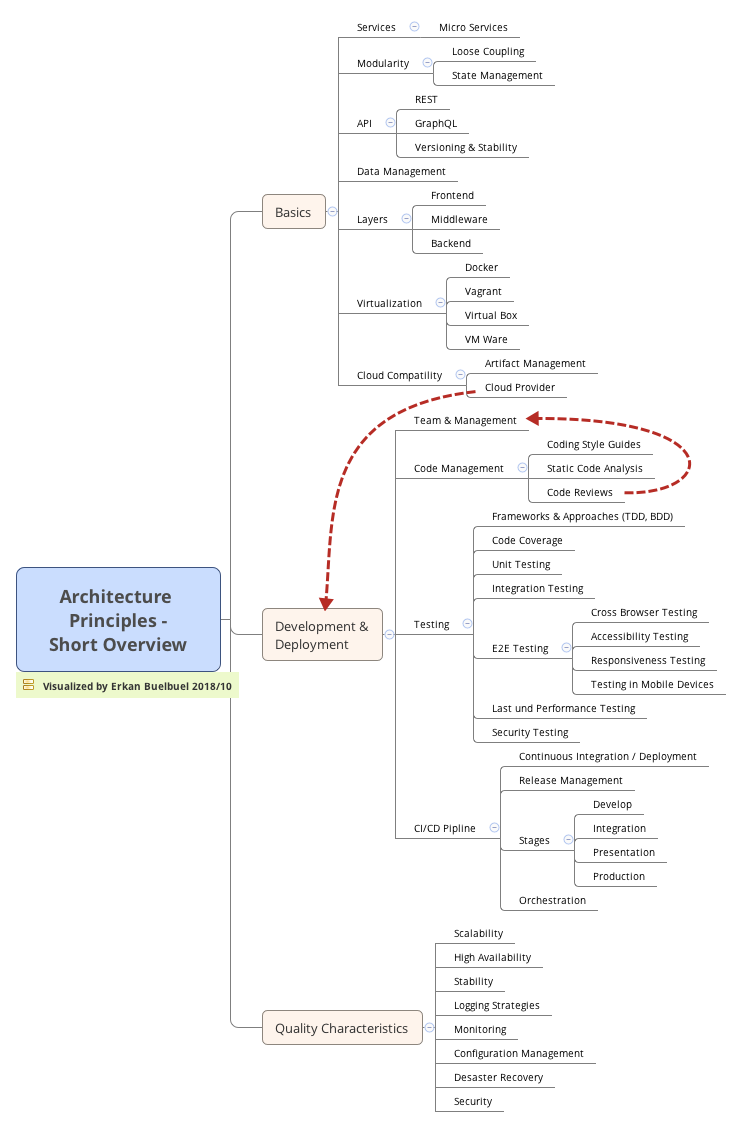 Services
Micro Services
Modularity
Loose Coupling
State Management
API
REST
GraphQL
Versioning & Stability
Data Management
Basics
Layers
Frontend
Middleware
Backend
Virtualization
Docker
Vagrant
Virtual Box
VM Ware
Cloud Compatility
Artifact Management
Cloud Provider
Architecture
Principles -
Short Overview
Visualized by Erkan Buelbuel 2018/10
Development &
Deployment
Team & Management
Code Management
Coding Style Guides
Static Code Analysis
Code Reviews
Testing
Frameworks & Approaches (TDD, BDD)
Code Coverage
Unit Testing
Integration Testing
E2E Testing
Cross Browser Testing
Accessibility Testing
Responsiveness Testing
Testing in Mobile Devices
Last und Performance Testing
Security Testing
CI/CD Pipline
Continuous Integration / Deployment
Release Management
Stages
Develop
Integration
Presentation
Production
Orchestration
Quality Characteristics
Scalability
High Availability
Stability
Logging Strategies
Monitoring
Configuration Management
Desaster Recovery
Security